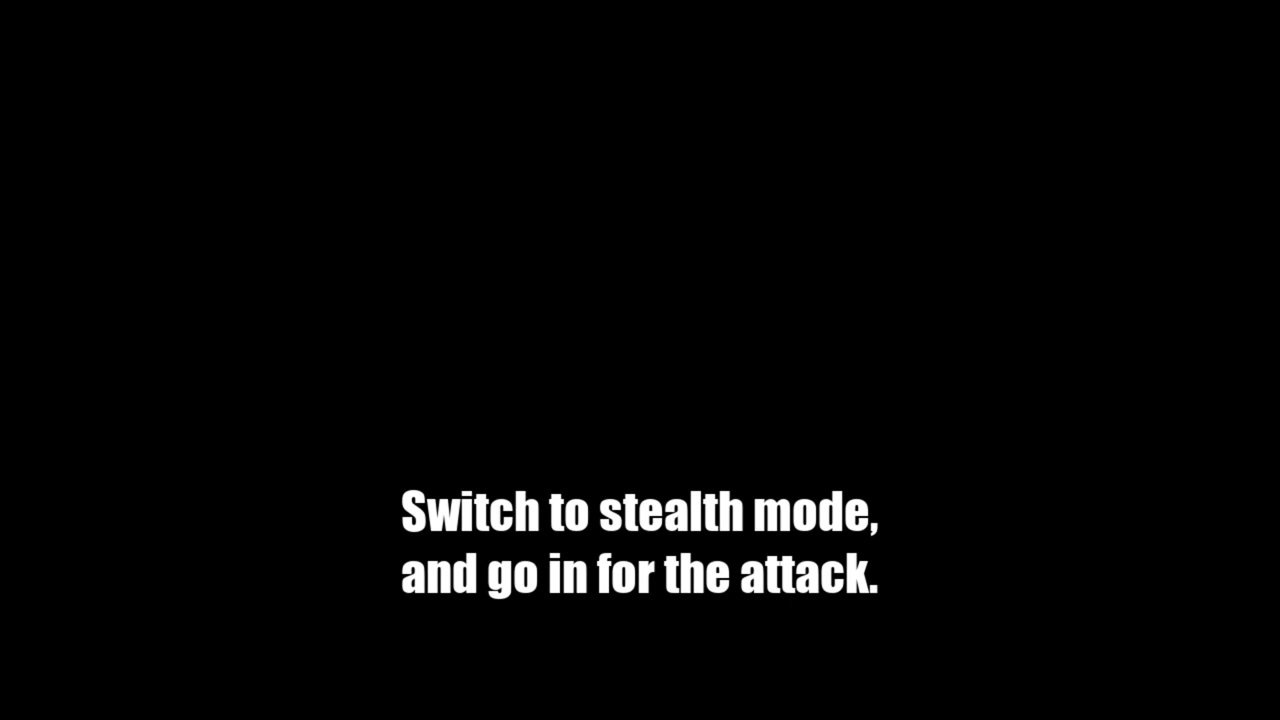 Switch to stealth mode,
and go in for the attack.